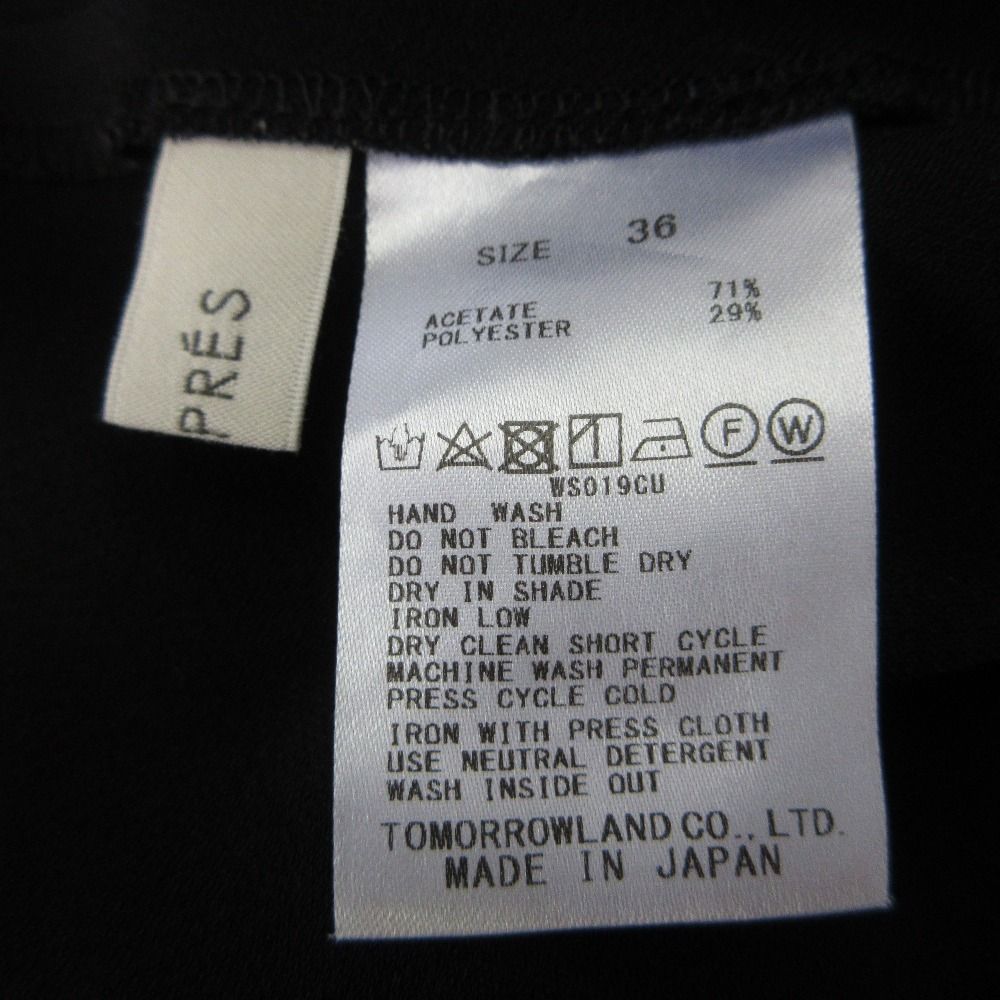 PRÉS
SIZE 36
ACETATE 71%
POLYESTER 29%
F W
WS019CU
HAND WASH
DO NOT BLEACH
DO NOT TUMBLE DRY
DRY IN SHADE
IRON LOW
DRY CLEAN SHORT CYCLE
MACHINE WASH PERMANENT
PRESS CYCLE COLD
IRON WITH PRESS CLOTH
USE NEUTRAL DETERGENT
WASH INSIDE OUT
TOMORROWLAND CO., LTD.
MADE IN JAPAN